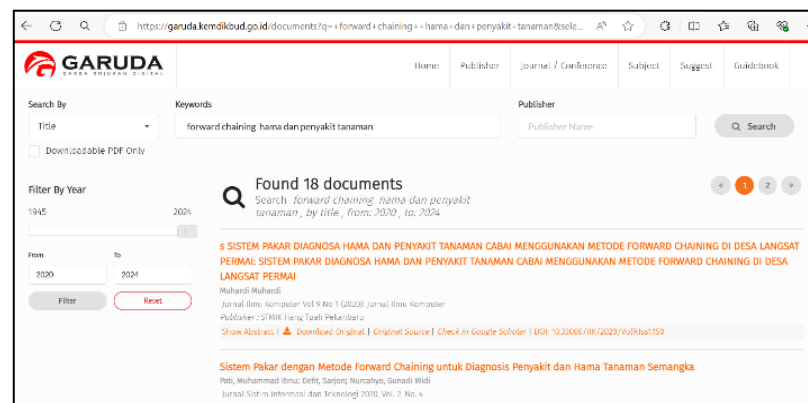 https://garuda.kemdikbud.go.id/documents?q=+forward+chaining++hama+dan+penyakit+tanaman&sele...
GARUDA
GARBA RUJUKAN DIGITAL
Home Publisher Journal / Conference Subject Suggest Guidebook
Search By Keywords Publisher
Title forward chaining hama dan penyakit tanaman Publisher Name Search
Downloadable PDF Only
Filter By Year
1945 2024
From To
2020 2024
Filter Reset
Found 18 documents
Search forward chaining hama dan penyakit
tanaman , by title , from: 2020 , to: 2024
« 1 2 »
s SISTEM PAKAR DIAGNOSA HAMA DAN PENYAKIT TANAMAN CABAI MENGGUNAKAN METODE FORWARD CHAINING DI DESA LANGSAT
PERMAI: SISTEM PAKAR DIAGNOSA HAMA DAN PENYAKIT TANAMAN CABAI MENGGUNAKAN METODE FORWARD CHAINING DI DESA
LANGSAT PERMAI
Muhardi Muhardi
Jurnal Ilmu Komputer Vol 9 No 1 (2020): Jurnal Ilmu Komputer
Publisher : STMIK Hang Tuah Pekanbaru
Show Abstract | Download Original | Original Source | Check in Google Scholar | DOI:
Sistem Pakar dengan Metode Forward Chaining untuk Diagnosis Penyakit dan Hama Tanaman Semangka
Pati, Muhammad Ibnu; Defit, Sarjon; Nurcahyo, Gunadi Widi
Jurnal Sistim Informasi dan Teknologi 2020, Vol. 2, No. 4